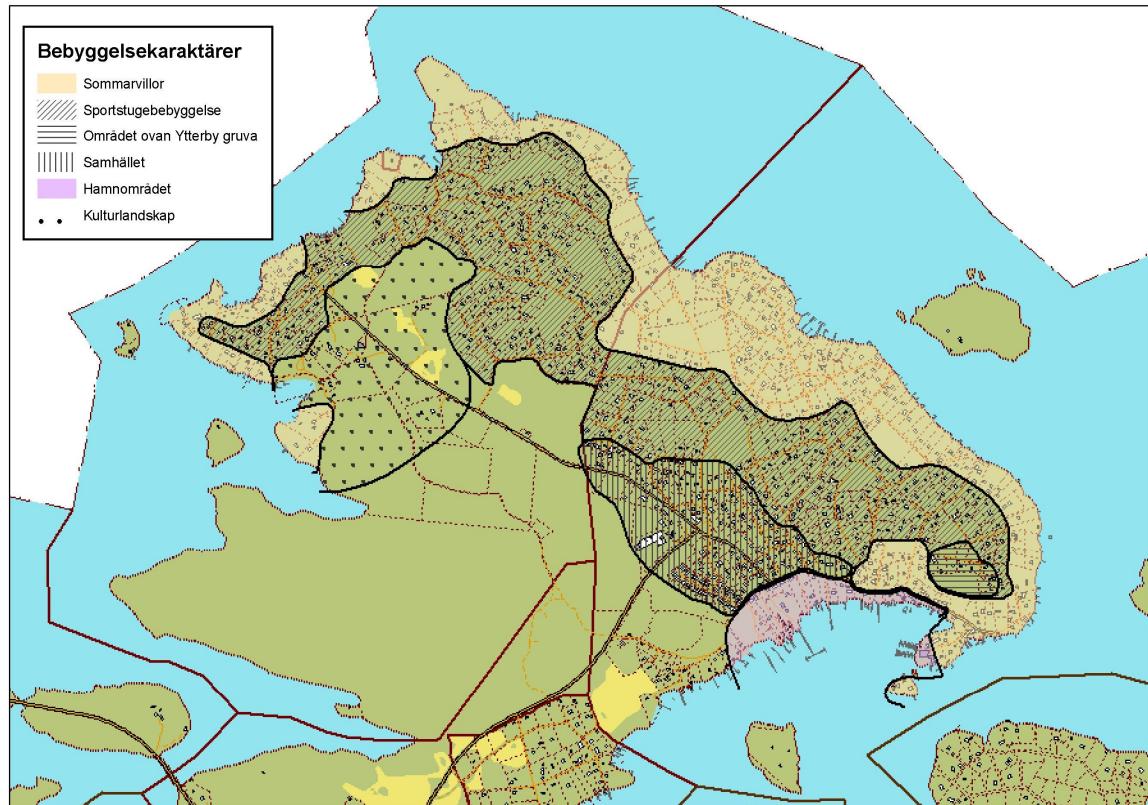 Bebyggelsekaraktärer
Sommarvillor
Sportstugebebyggelse
Området ovan Ytterby gruva
Samhället
Hamnområdet
Kulturlandskap